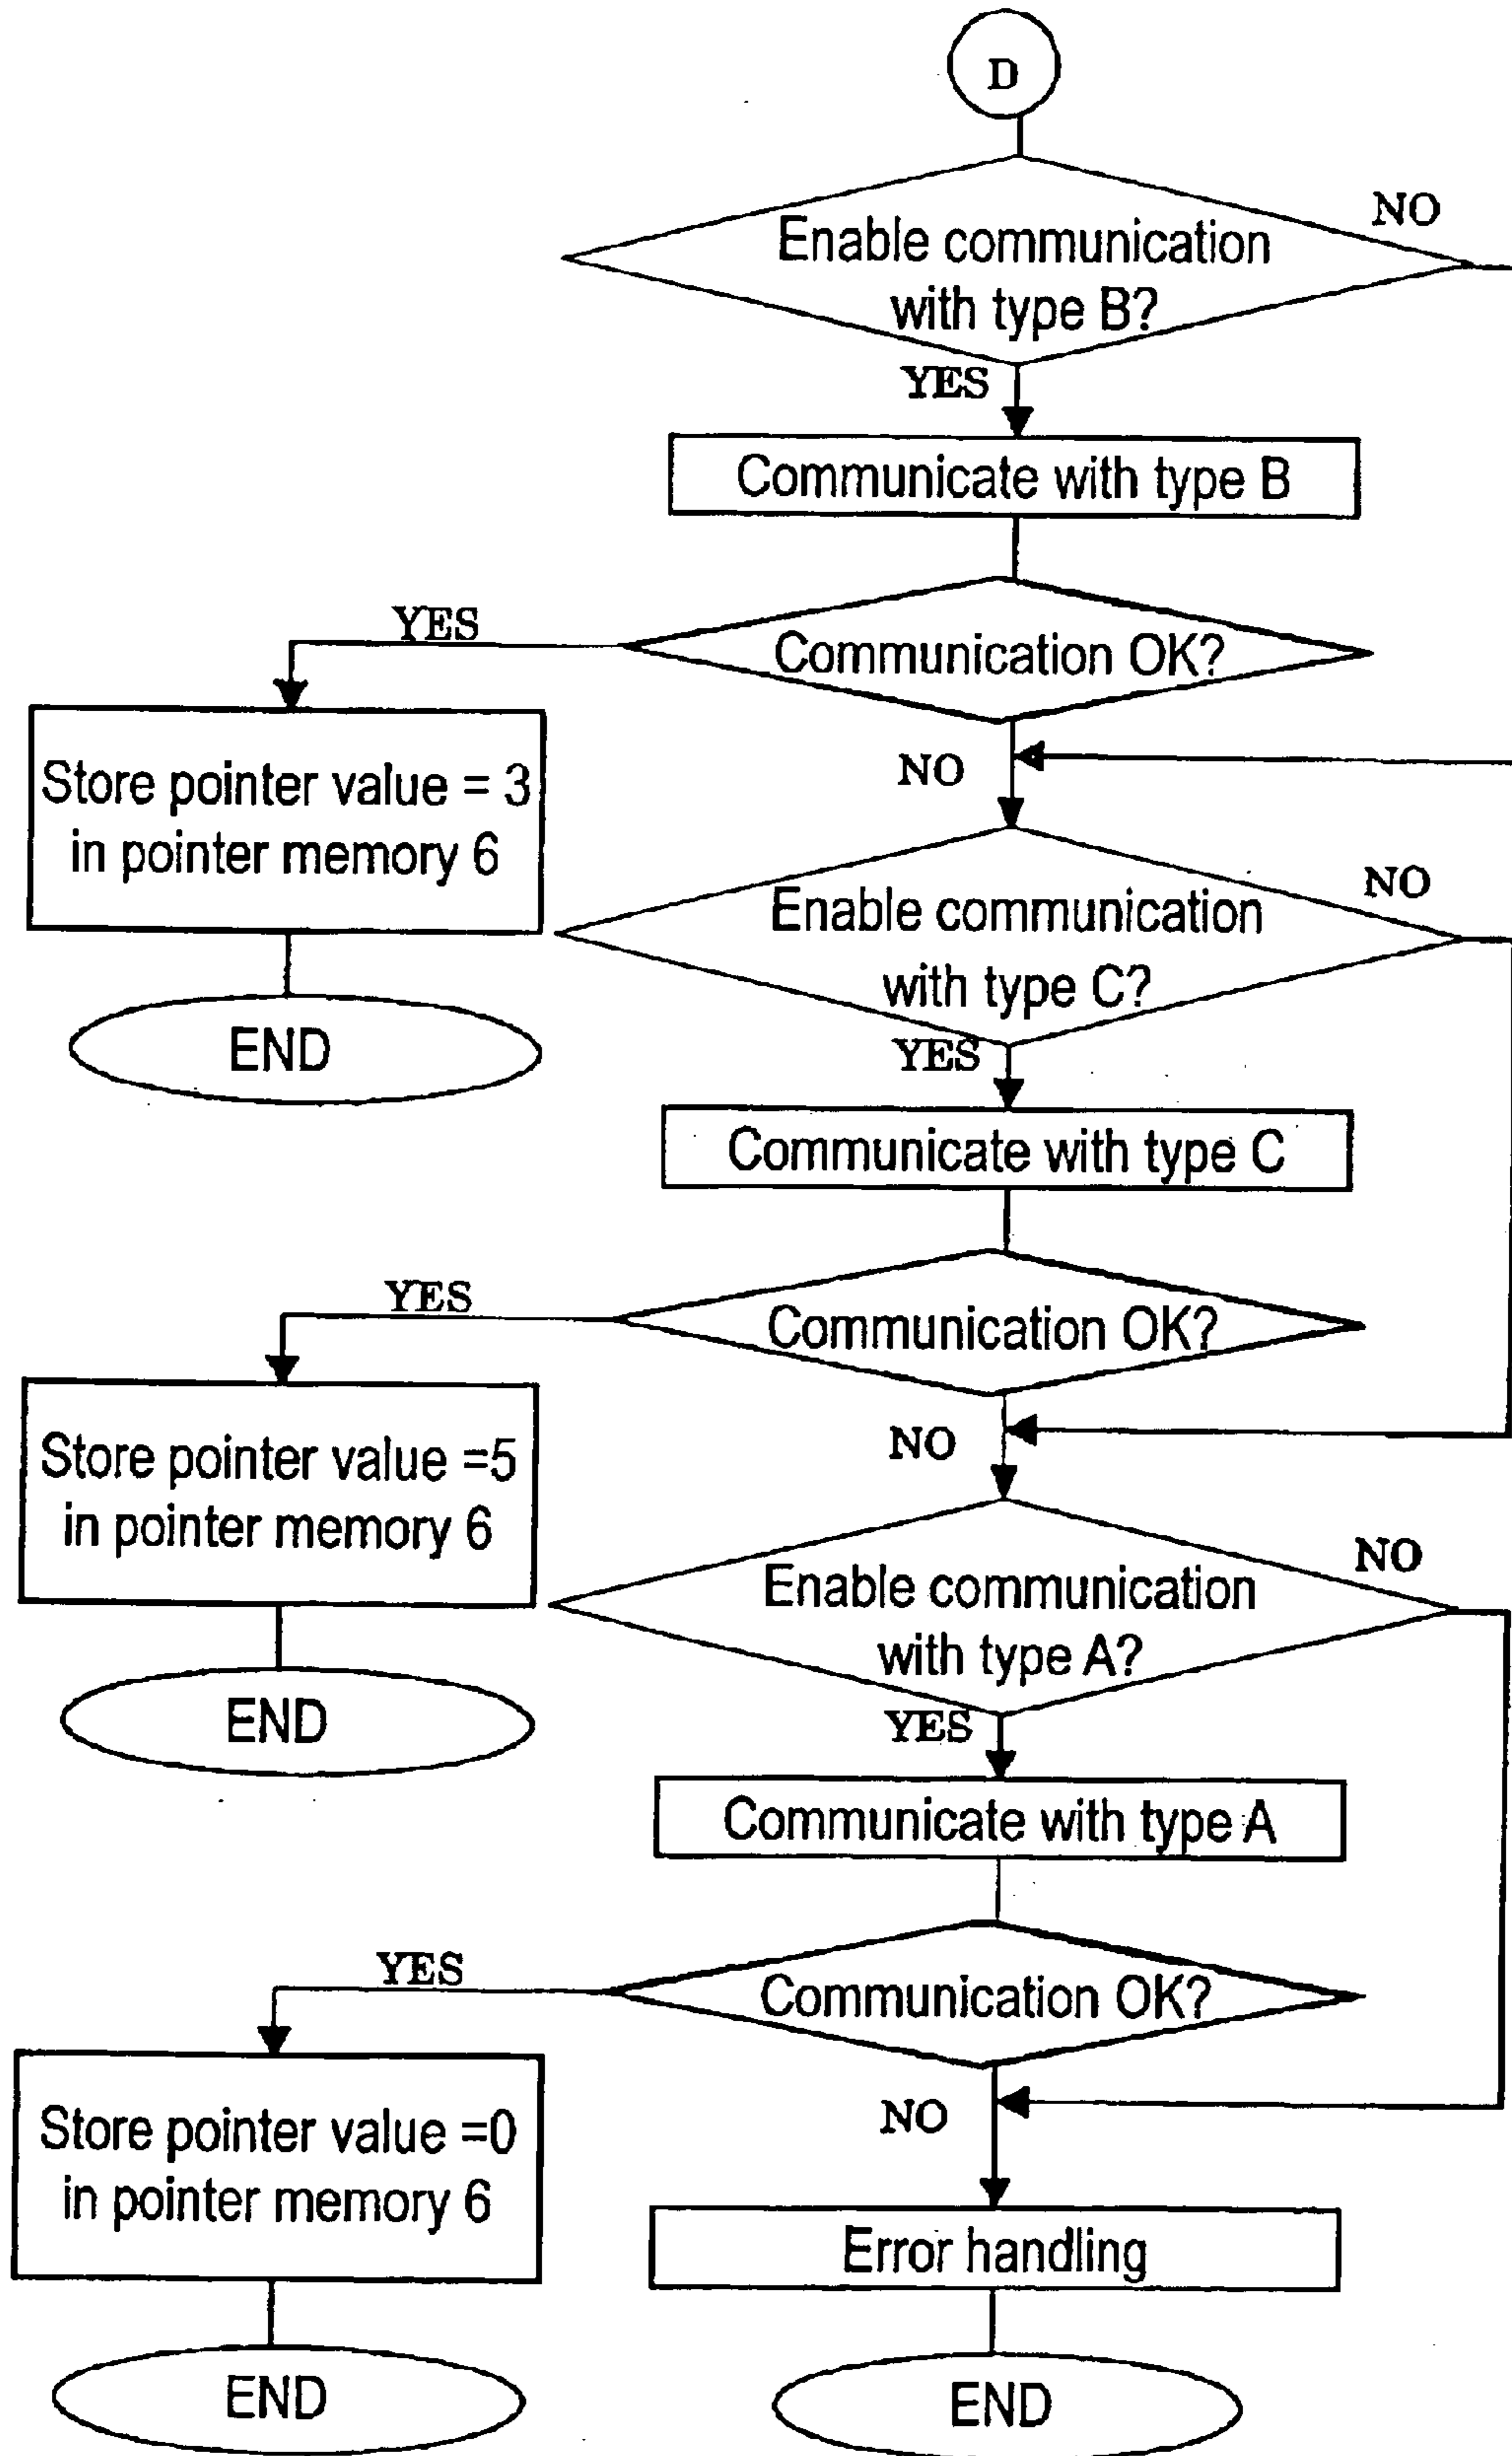 D
Enable communication
with type B?
NO
YES
Communicate with type B
Communication OK?
YES
NO
Store pointer value = 3
in pointer memory 6
END
Enable communication
with type C?
NO
YES
Communicate with type C
Communication OK?
YES
NO
Store pointer value =5
in pointer memory 6
END
Enable communication
with type A?
NO
YES
Communicate with type A
Communication OK?
YES
NO
Store pointer value =0
in pointer memory 6
END
Error handling
END